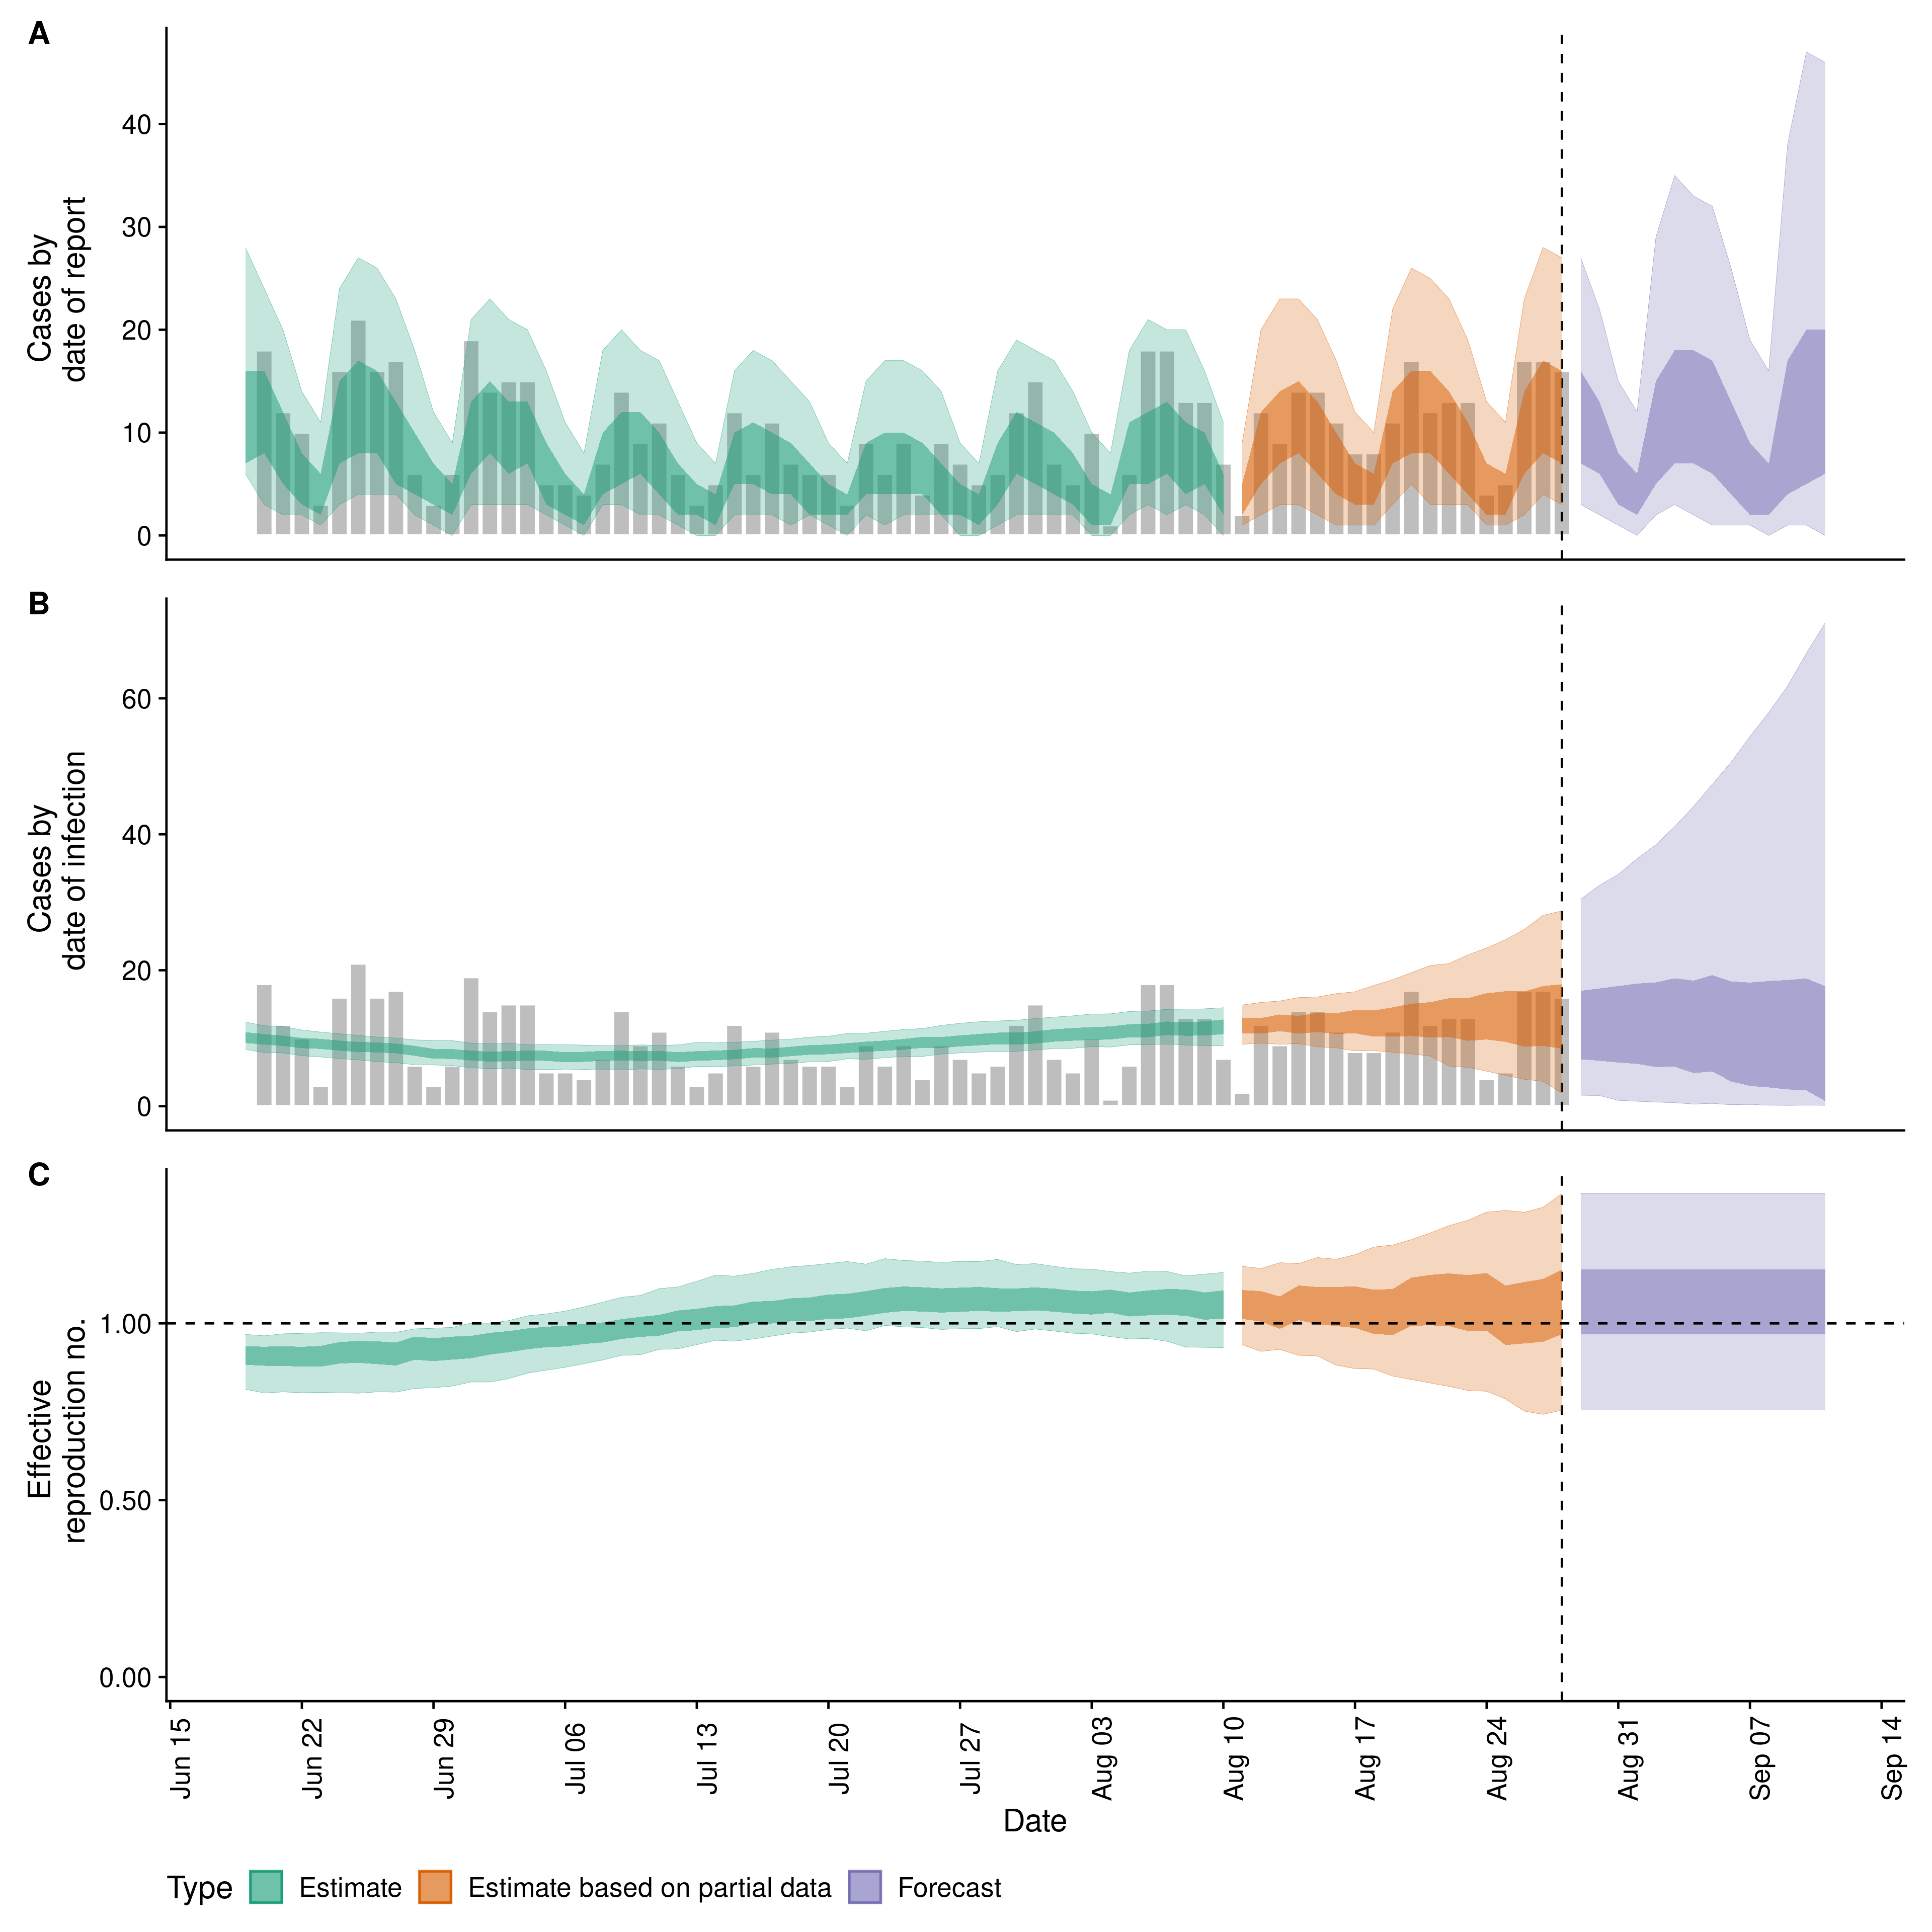 A
Cases by
date of report
40
30
20
10
0
B
Cases by
date of infection
60
40
20
0
C
Effective
reproduction no.
1.00
0.50
0.00
Jun 15
Jun 22
Jun 29
Jul 06
Jul 13
Jul 20
Jul 27
Aug 03
Aug 10
Aug 17
Aug 24
Aug 31
Sep 07
Sep 14
Date
Type Estimate Estimate based on partial data Forecast